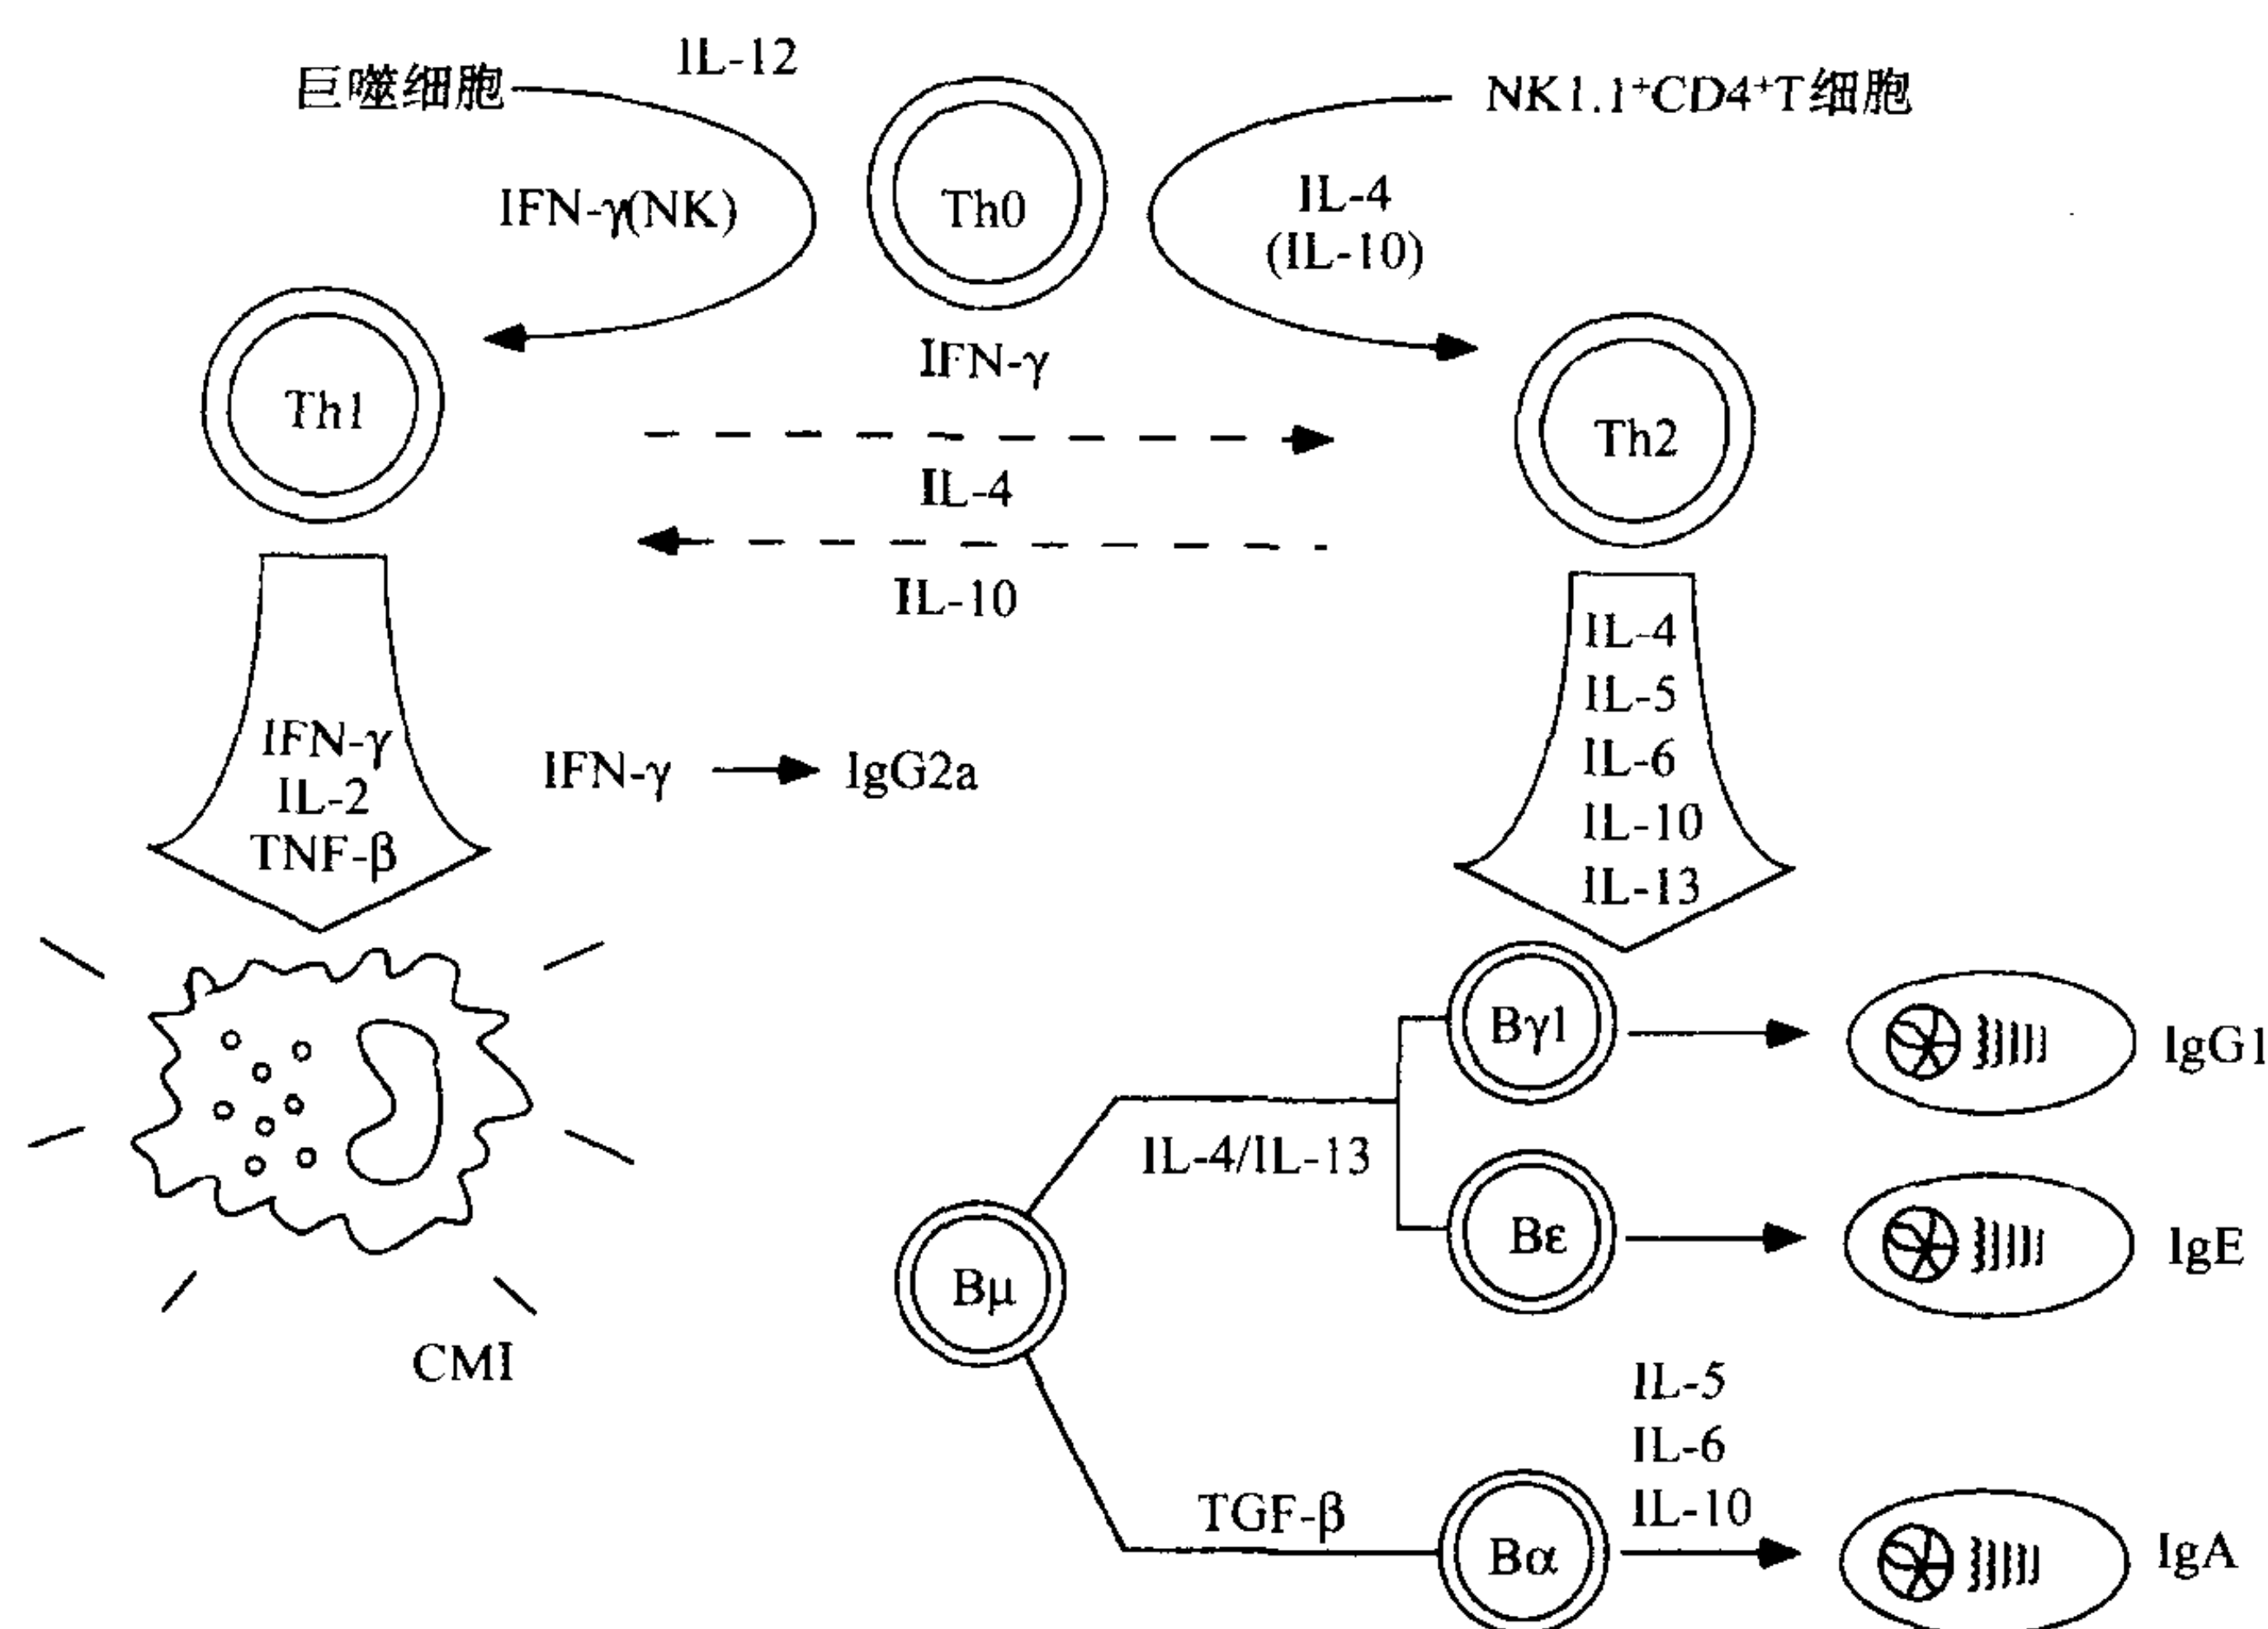 IL-12
巨噬细胞
NK1.1+CD4+T细胞
IFN-γ(NK)
Th0
IL-4
(IL-10)
IFN-γ
Th1
Th2
IL-4
IL-10
IL-4
IL-5
IL-6
IL-10
IL-13
IFN-γ
IL-2
TNF-β
IFN-γ
IgG2a
Bγ1
IgG1
IL-4/IL-13
Bε
IgE
Bμ
CMI
IL-5
IL-6
IL-10
TGF-β
Bα
IgA